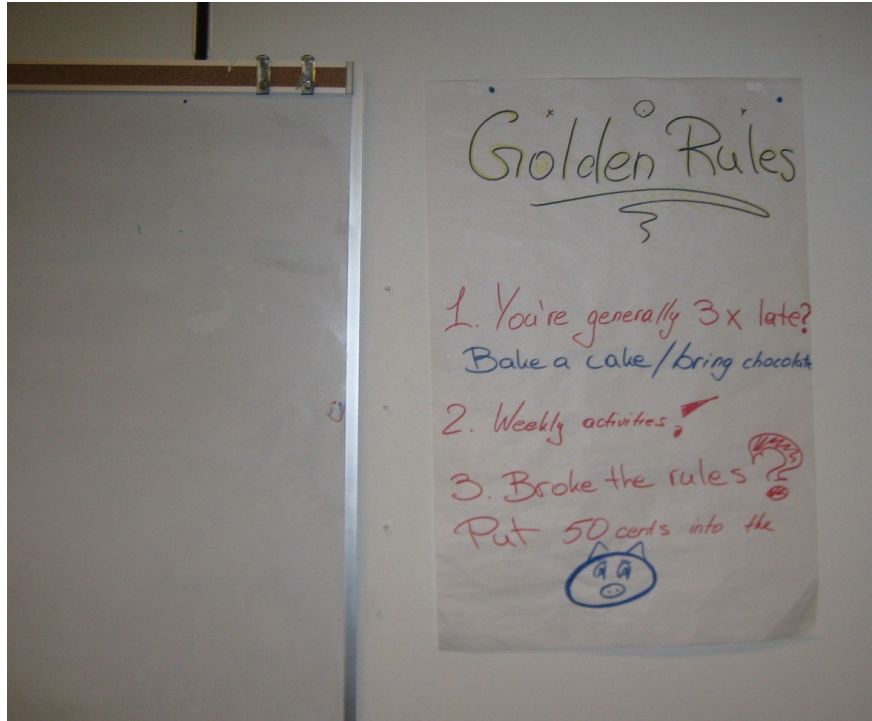 Golden Rules
1. You're generally 3x late?
Bake a cake/bring chocolate
2. Weekly activities!
3. Broke the rules?
Put 50 cents into the